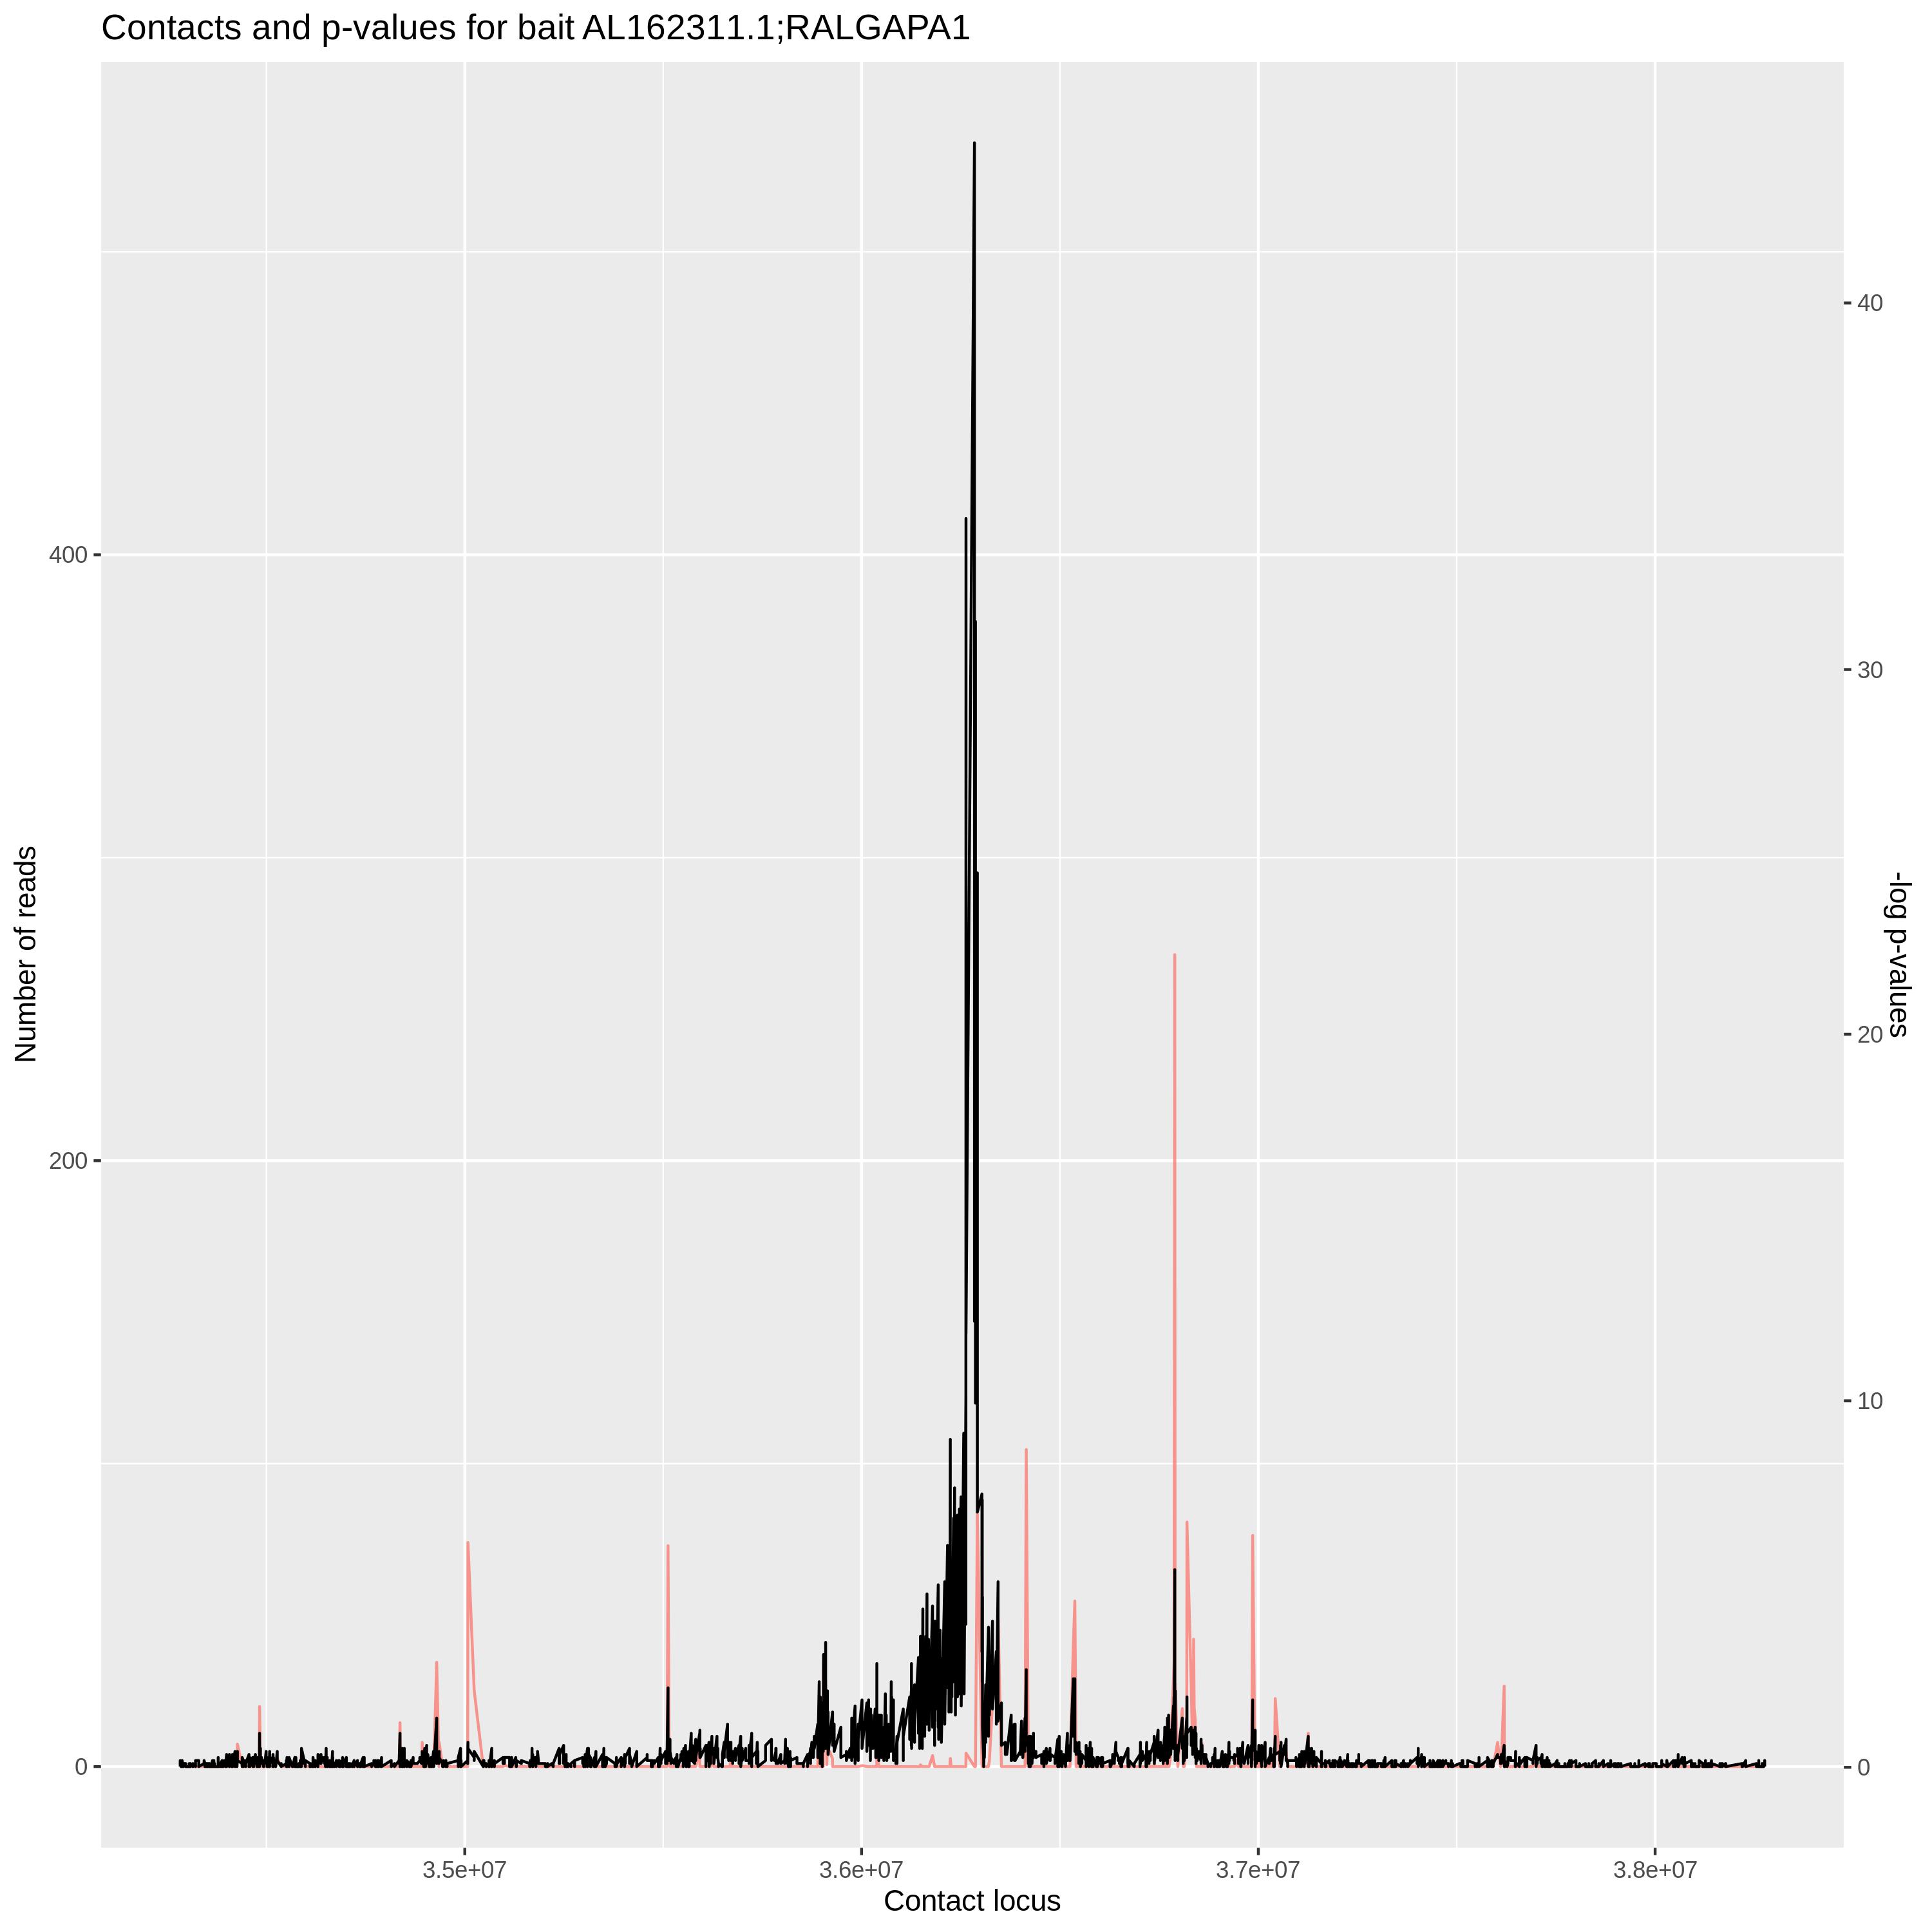 Contacts and p-values for bait AL162311.1;RALGAPA1
Number of reads
400
200
0
40
30
20
10
0
-log p-values
3.5e+07
3.6e+07
3.7e+07
3.8e+07
Contact locus